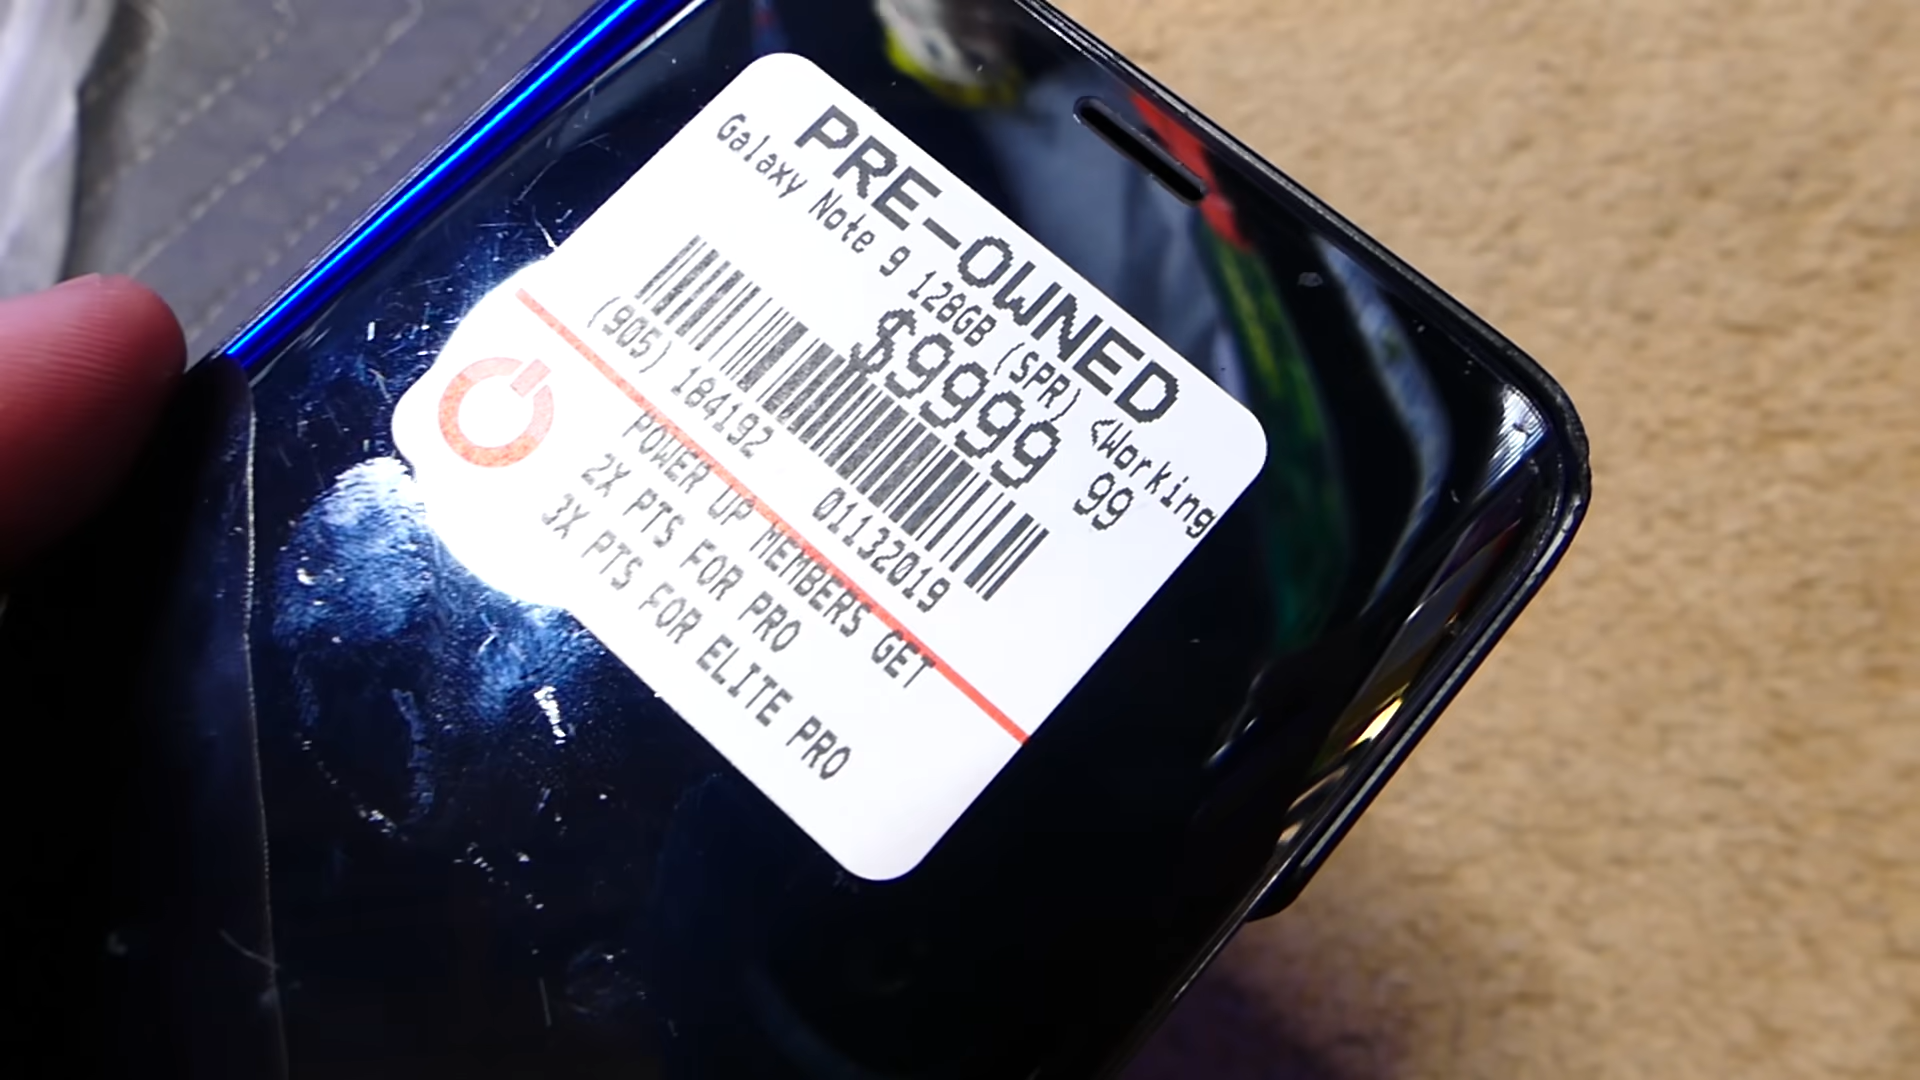 PRE-OWNED
Galaxy Note 9 128GB (SPR) <Working
$9999 99
(905) 184192 01132019
POWER UP MEMBERS GET
2X PTS FOR PRO
3X PTS FOR ELITE PRO